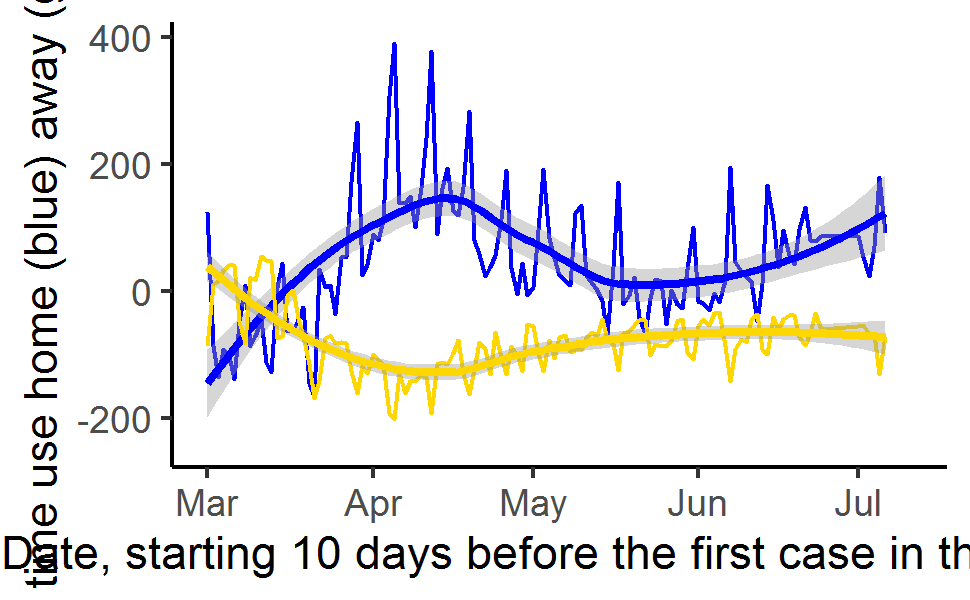 time use home (blue) away (
400
200
0
-200
Mar Apr May Jun Jul
Date, starting 10 days before the first case in th